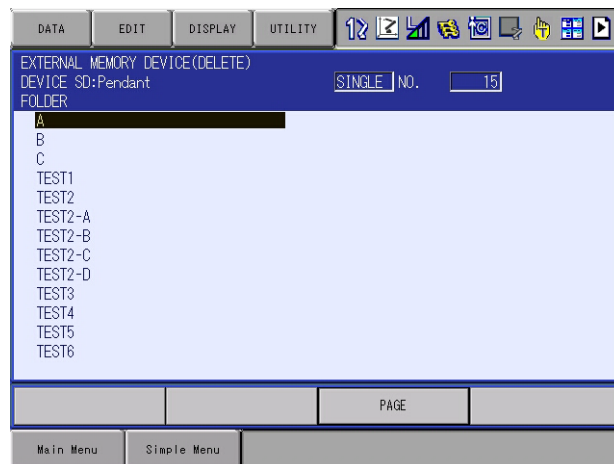 DATA EDIT DISPLAY UTILITY
EXTERNAL MEMORY DEVICE(DELETE)
DEVICE SD:Pendant SINGLE NO. 15
FOLDER
A
B
C
TEST1
TEST2
TEST2-A
TEST2-B
TEST2-C
TEST2-D
TEST3
TEST4
TEST5
TEST6
PAGE
Main Menu Simple Menu